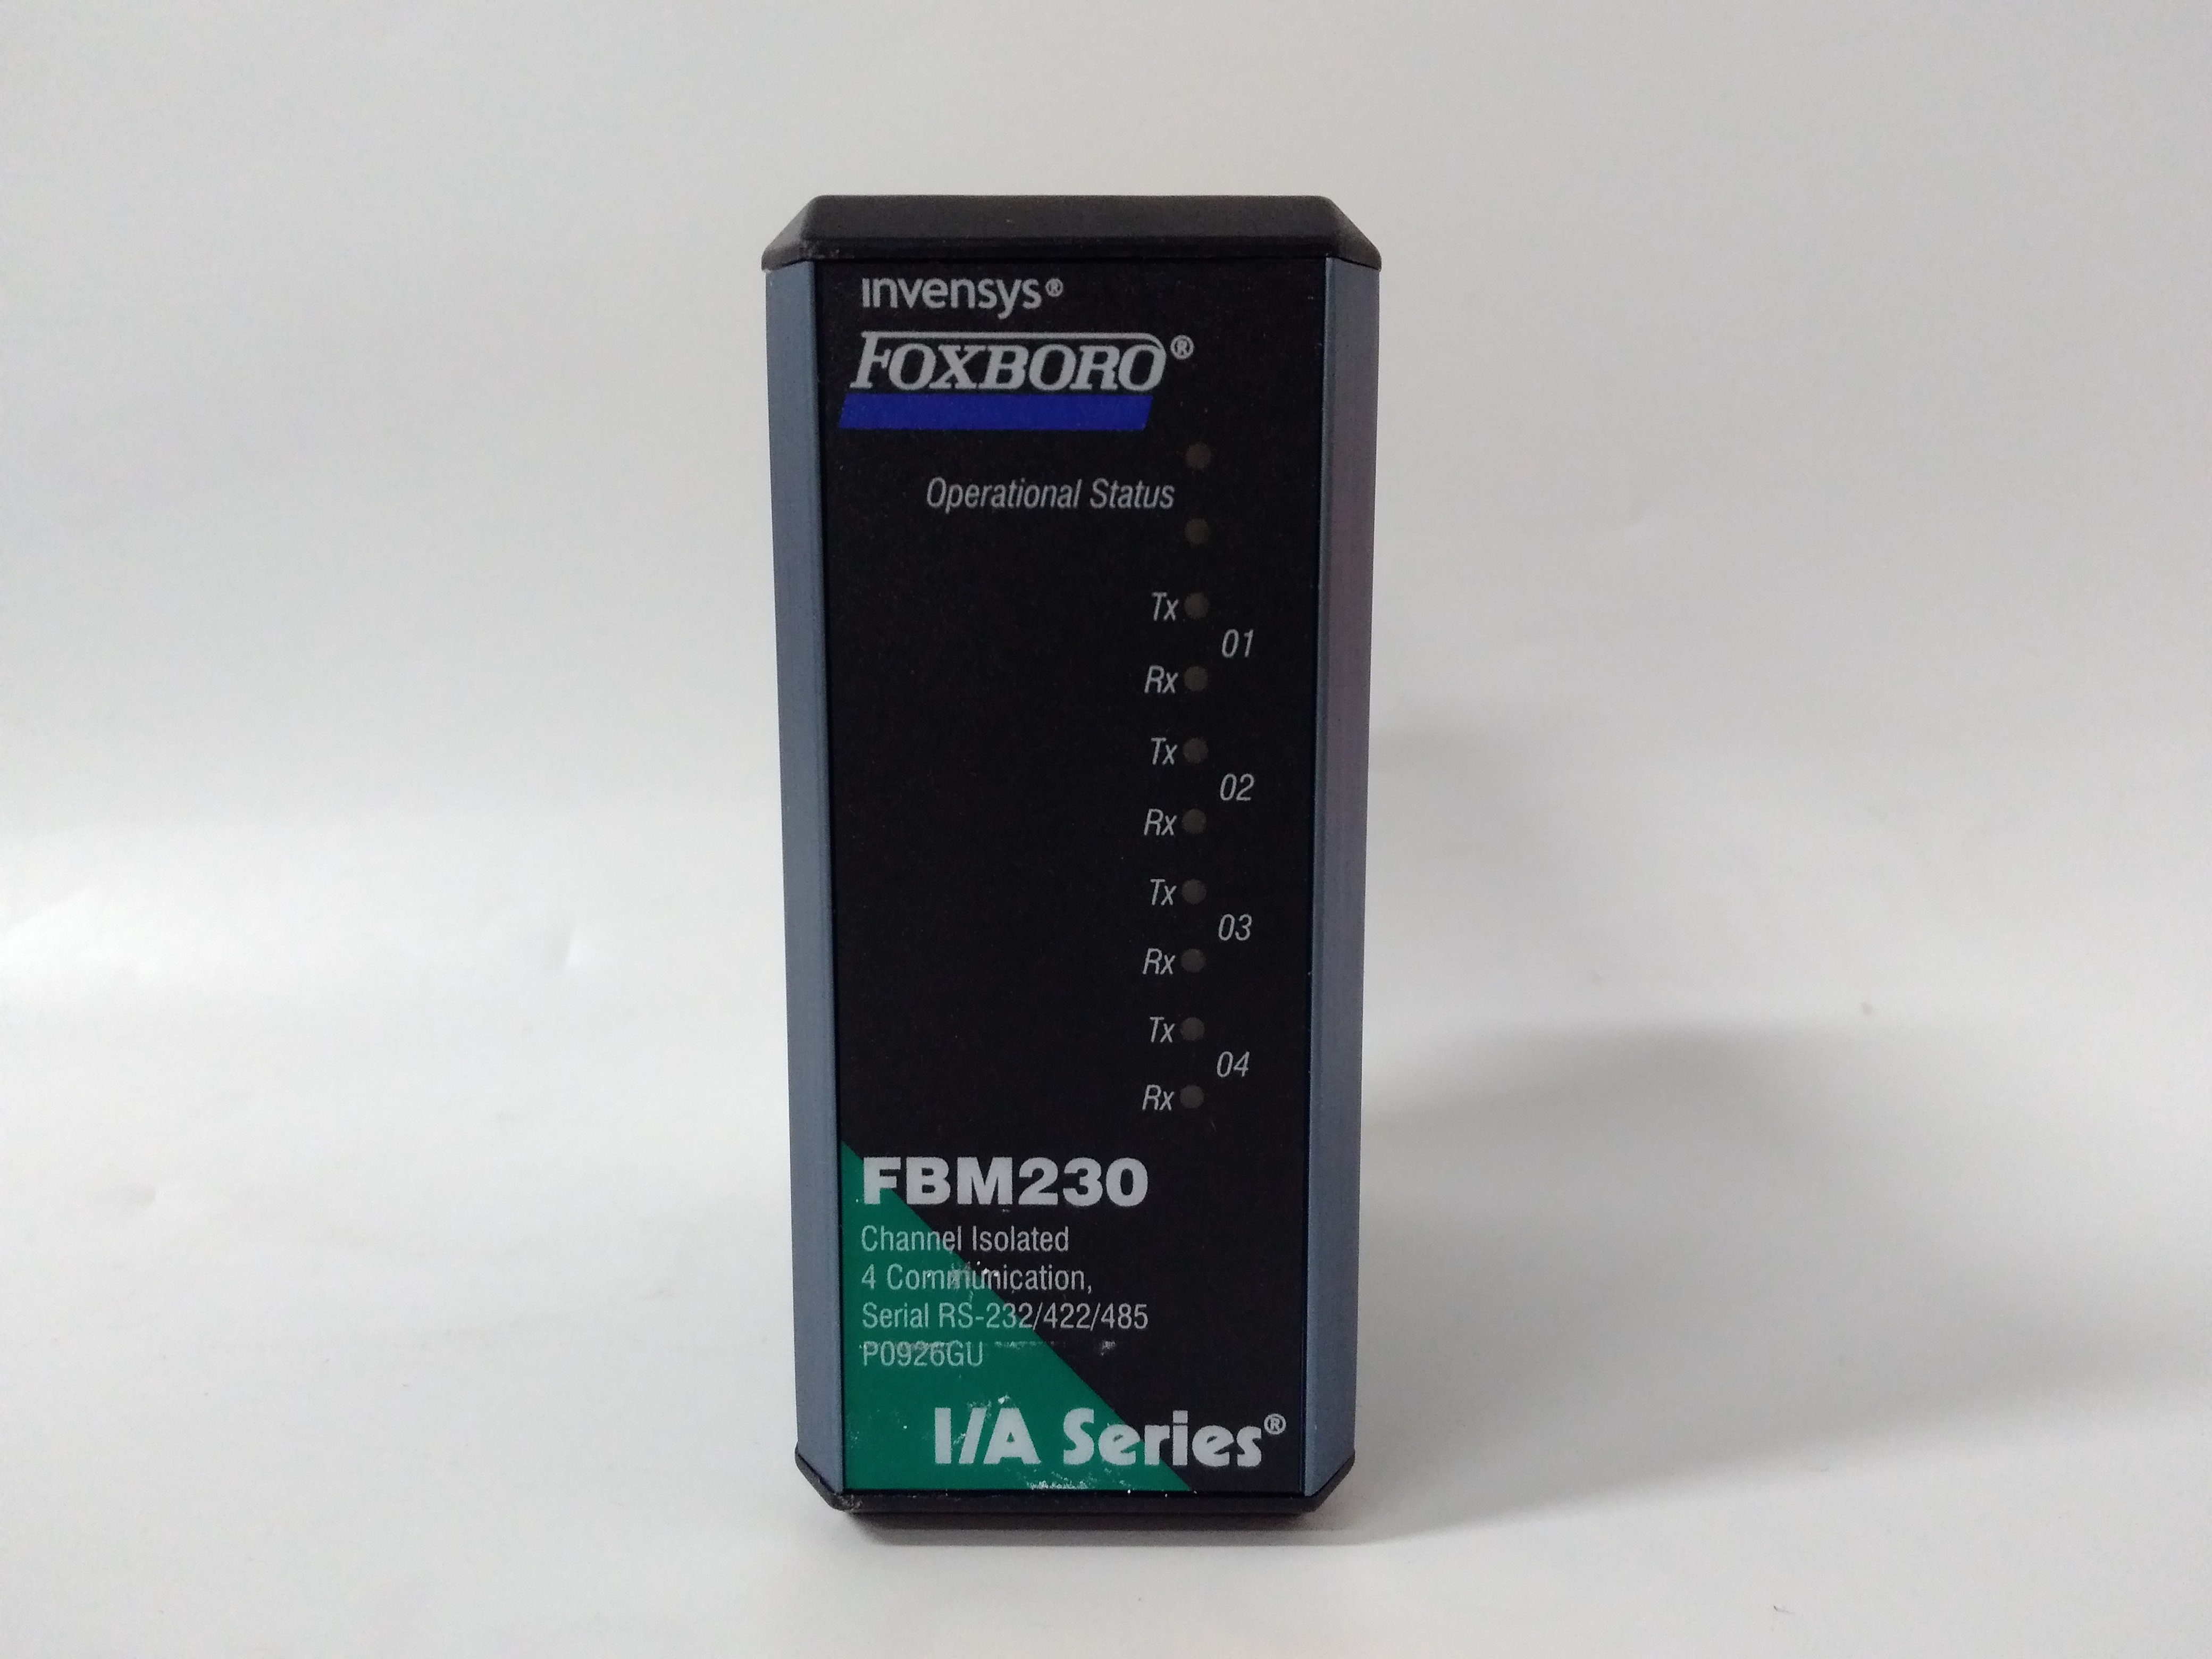 invensys®
FOXBORO®
Operational Status
Tx
01
Rx
Tx
02
Rx
Tx
03
Rx
Tx
04
Rx
FBM230
Channel Isolated
4 Communication,
Serial RS-232/422/485
P0926GU
I/A Series®